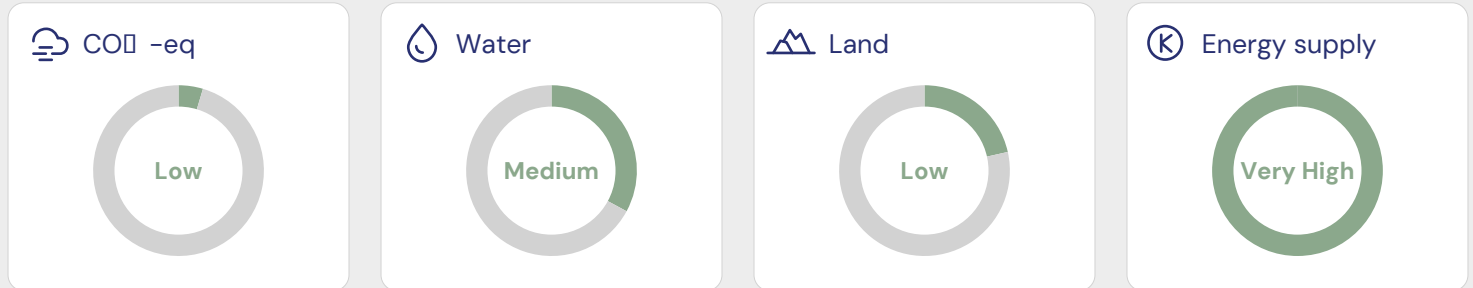 CO▯ -eq
Water
Land
Energy supply
Low
Medium
Low
Very High